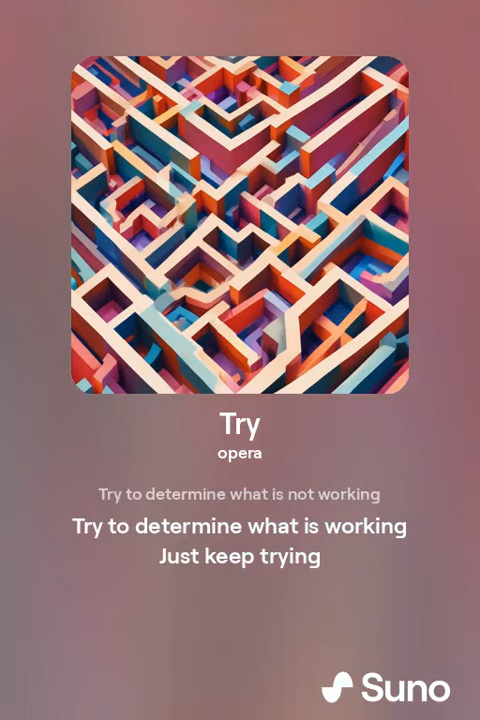 Try
opera
Try to determine what is not working
Try to determine what is working
Just keep trying
Suno